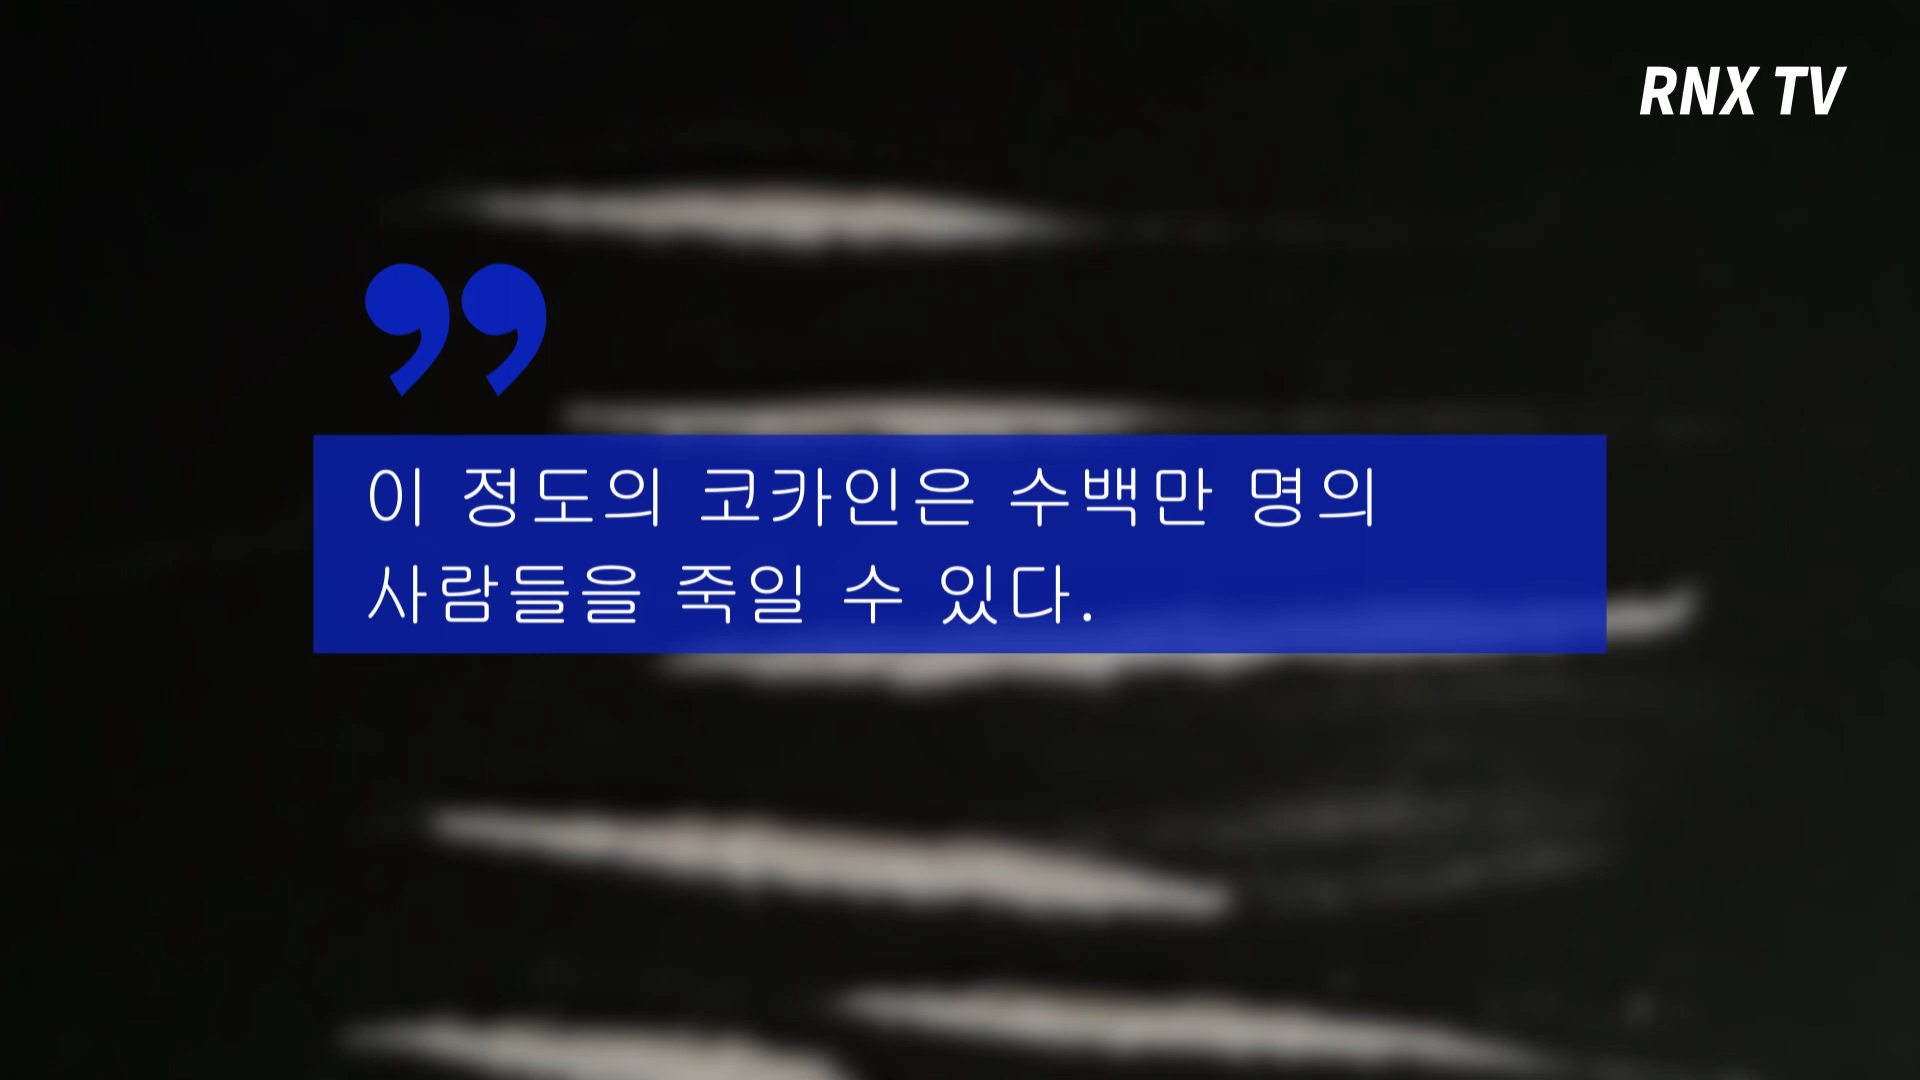 RNX TV
”
이 정도의 코카인은 수백만 명의
사람들을 죽일 수 있다.